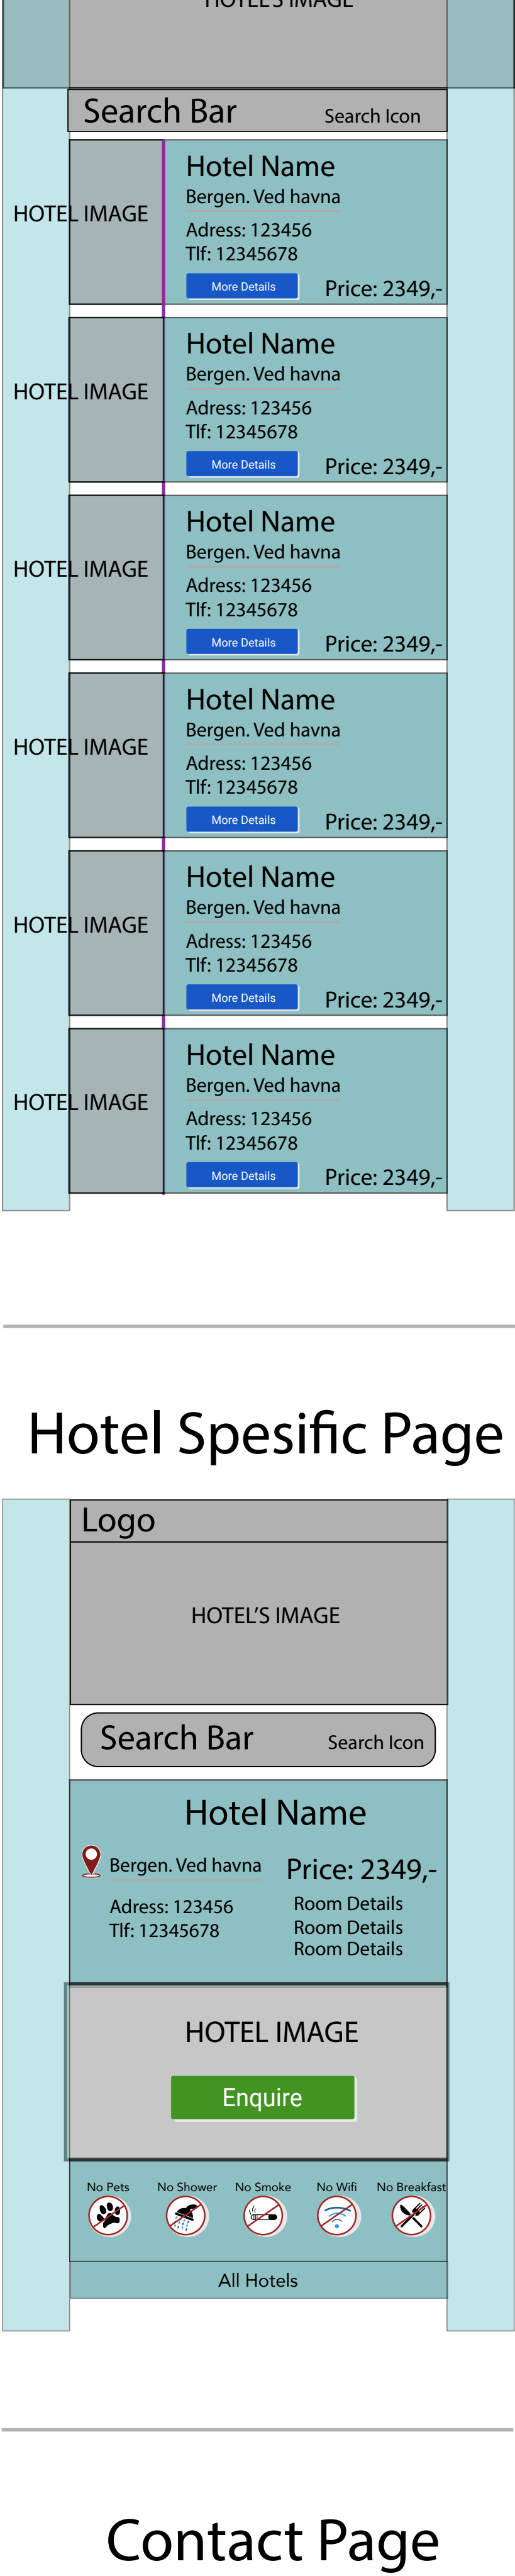 HOTEL'S IMAGE
Search Bar
Search Icon
HOTEL IMAGE
Hotel Name
Bergen. Ved havna
Adress: 123456
Tlf: 12345678
More Details
Price: 2349,-
HOTEL IMAGE
Hotel Name
Bergen. Ved havna
Adress: 123456
Tlf: 12345678
More Details
Price: 2349,-
HOTEL IMAGE
Hotel Name
Bergen. Ved havna
Adress: 123456
Tlf: 12345678
More Details
Price: 2349,-
HOTEL IMAGE
Hotel Name
Bergen. Ved havna
Adress: 123456
Tlf: 12345678
More Details
Price: 2349,-
HOTEL IMAGE
Hotel Name
Bergen. Ved havna
Adress: 123456
Tlf: 12345678
More Details
Price: 2349,-
HOTEL IMAGE
Hotel Name
Bergen. Ved havna
Adress: 123456
Tlf: 12345678
More Details
Price: 2349,-
Hotel Spesific Page
Logo
HOTEL'S IMAGE
Search Bar
Search Icon
Hotel Name
Bergen. Ved havna
Price: 2349,-
Adress: 123456
Tlf: 12345678
Room Details
Room Details
Room Details
HOTEL IMAGE
Enquire
No Pets
No Shower
No Smoke
No Wifi
No Breakfast
All Hotels
Contact Page